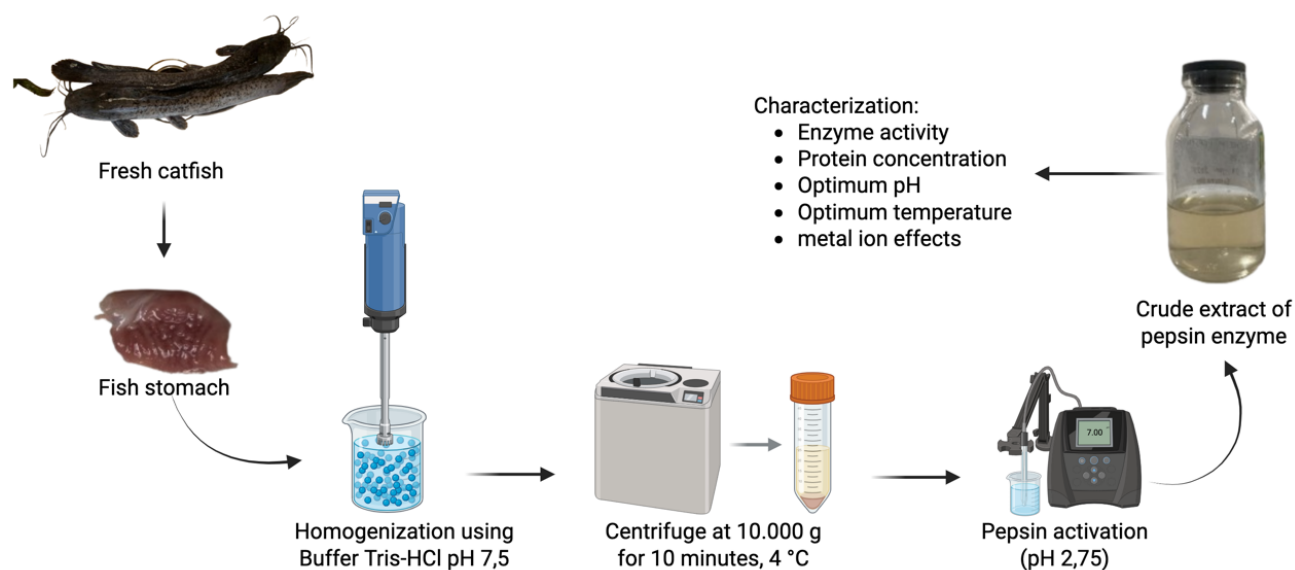 Fresh catfish
Fish stomach
Homogenization using
Buffer Tris-HCl pH 7,5
Centrifuge at 10.000 g
for 10 minutes, 4 °C
7.00
Pepsin activation
(pH 2,75)
Crude extract of
pepsin enzyme
Characterization:
• Enzyme activity
• Protein concentration
• Optimum pH
• Optimum temperature
• metal ion effects